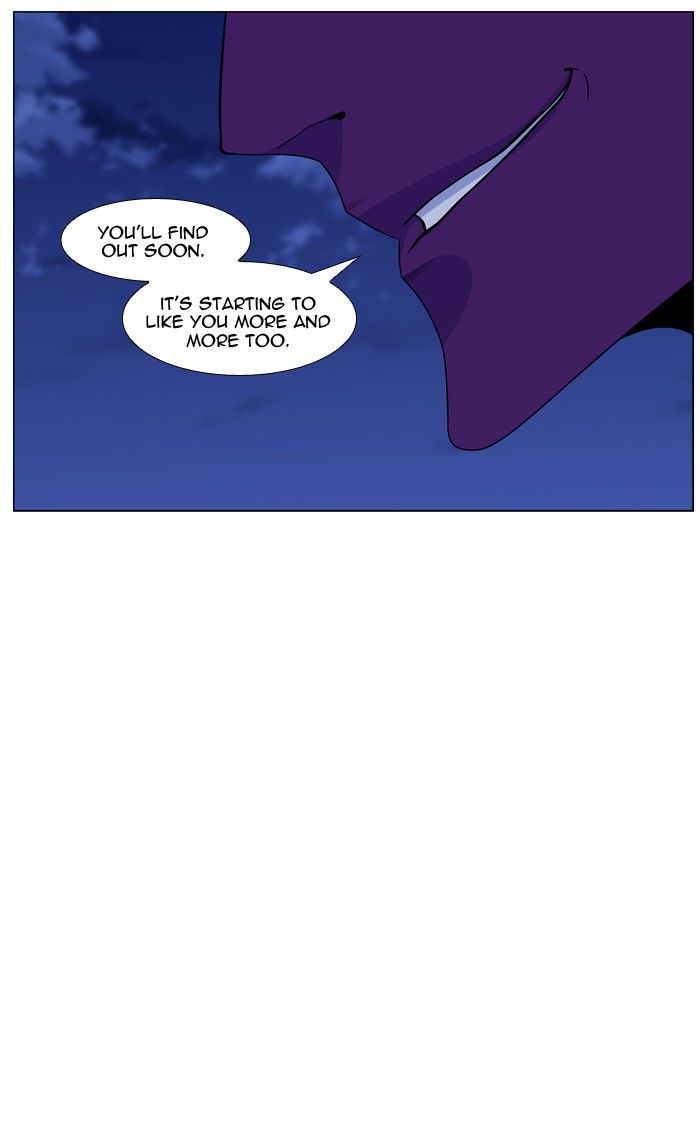 YOU'LL FIND
OUT SOON.
IT'S STARTING TO
LIKE YOU MORE AND
MORE TOO.